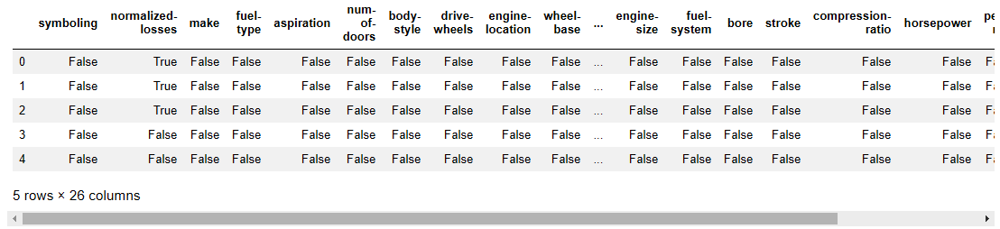 symboling normalized-losses make fuel-type aspiration num-of-doors body-style drive-wheels engine-location wheel-base ... engine-size fuel-system bore stroke compression-ratio horsepower
0 False True False False False False False False False False ... False False False False False False
1 False True False False False False False False False False ... False False False False False False
2 False True False False False False False False False False ... False False False False False False
3 False False False False False False False False False False ... False False False False False False
4 False False False False False False False False False False ... False False False False False False
5 rows × 26 columns